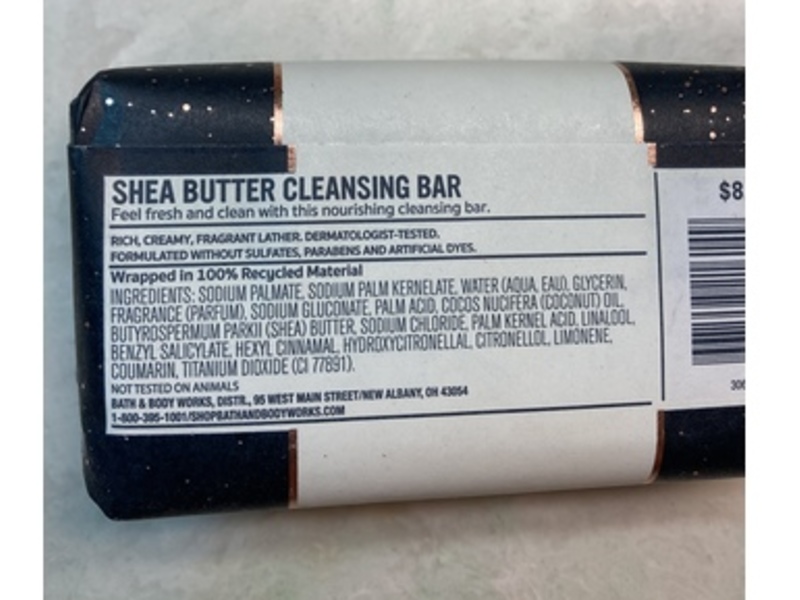 SHEA BUTTER CLEANSING BAR
Feel fresh and clean with this nourishing cleansing bar.
RICH, CREAMY, FRAGRANT LATHER. DERMATOLOGIST-TESTED.
FORMULATED WITHOUT SULFATES, PARABENS AND ARTIFICIAL DYES.
Wrapped in 100% Recycled Material
INGREDIENTS: SODIUM PALMATE, SODIUM PALM KERNELATE, WATER (AQUA, EAU), GLYCERIN,
FRAGRANCE (PARFUM), SODIUM GLUCONATE, PALM ACID, COCOS NUCIFERA (COCONUT) OIL,
BUTYROSPERMUM PARKII (SHEA) BUTTER, SODIUM CHLORIDE, PALM KERNEL ACID, LINALOOL,
BENZYL SALICYLATE, HEXYL CINNAMAL, HYDROXYCITRONELLAL, CITRONELLOL, LIMONENE,
COUMARIN, TITANIUM DIOXIDE (CI 77891).
NOT TESTED ON ANIMALS
BATH & BODY WORKS, DISTR., 95 WEST MAIN STREET/NEW ALBANY, OH 43054
1-800-395-1001/SHOPBATHANDBODYWORKS.COM
$8
306